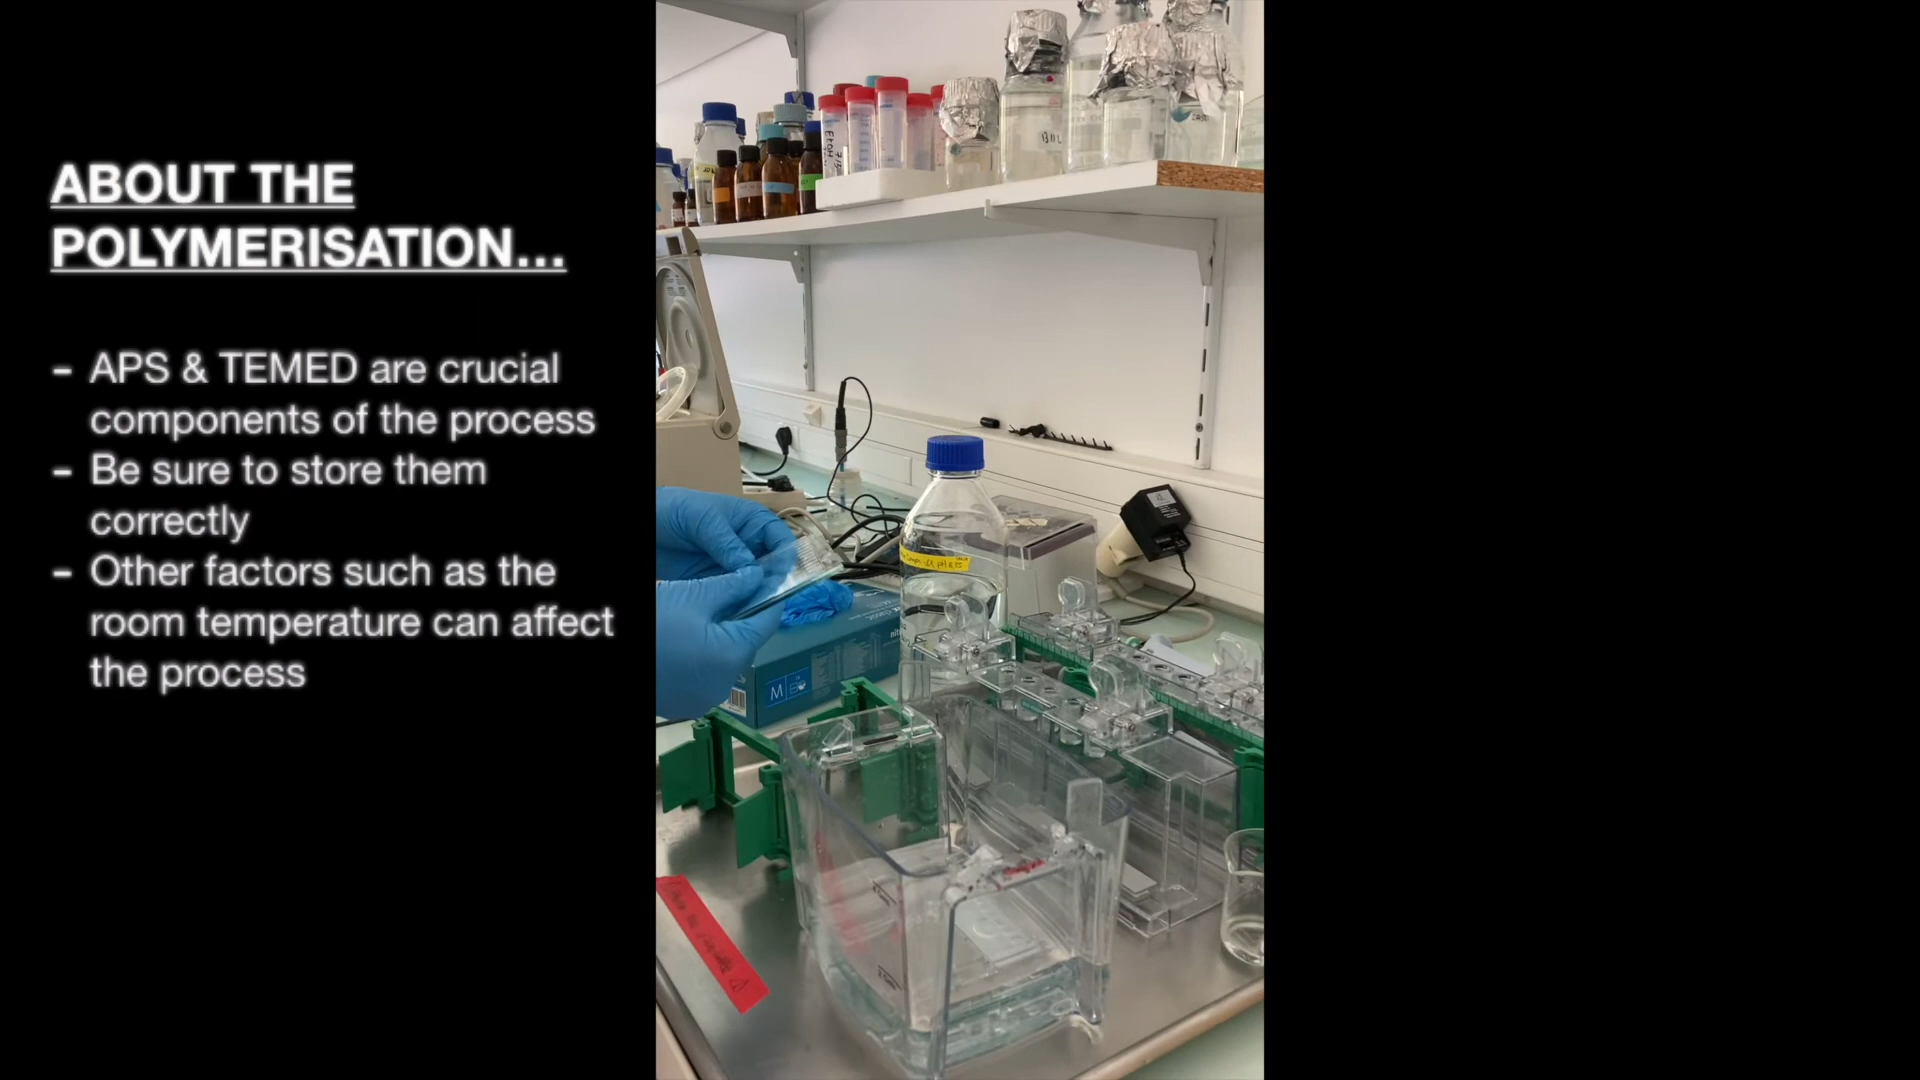 ABOUT THE
POLYMERISATION...
- APS & TEMED are crucial
components of the process
- Be sure to store them
correctly
- Other factors such as the
room temperature can affect
the process
EtOH
M